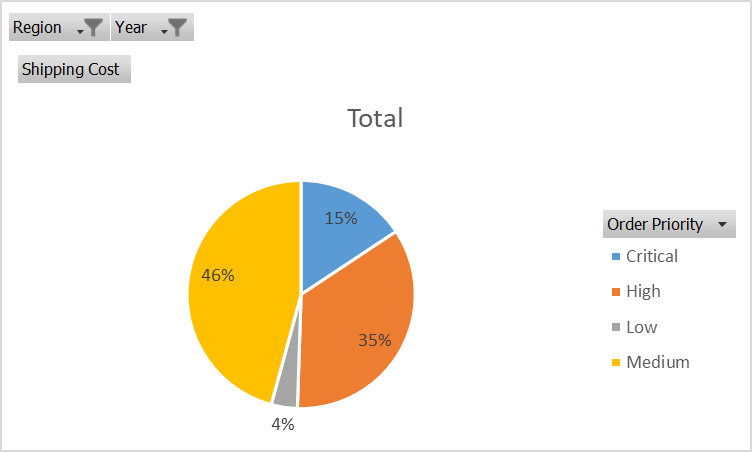 Region Year
Shipping Cost
Total
15%
46%
35%
4%
Order Priority
Critical
High
Low
Medium